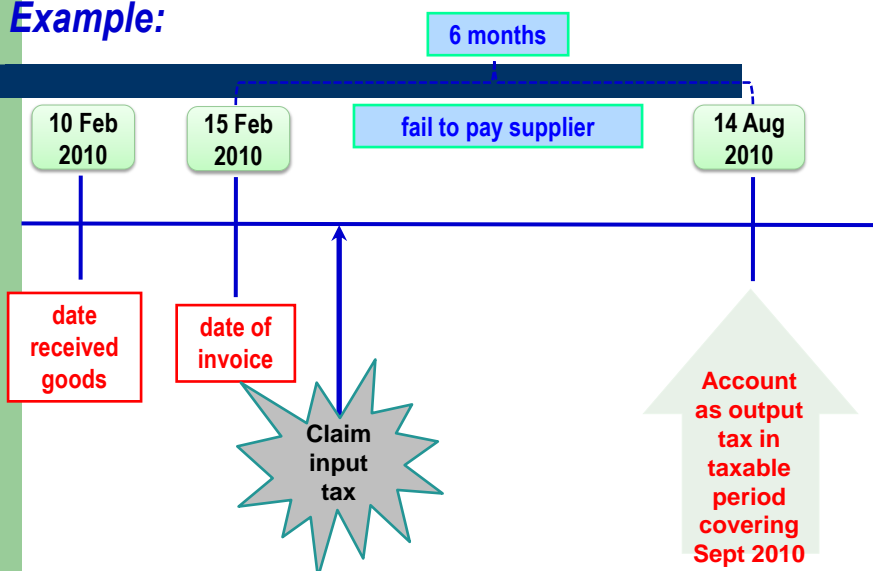 Example:
6 months
10 Feb
2010
15 Feb
2010
fail to pay supplier
14 Aug
2010
date
received
goods
date of
invoice
Claim
input
tax
Account
as output
tax in
taxable
period
covering
Sept 2010